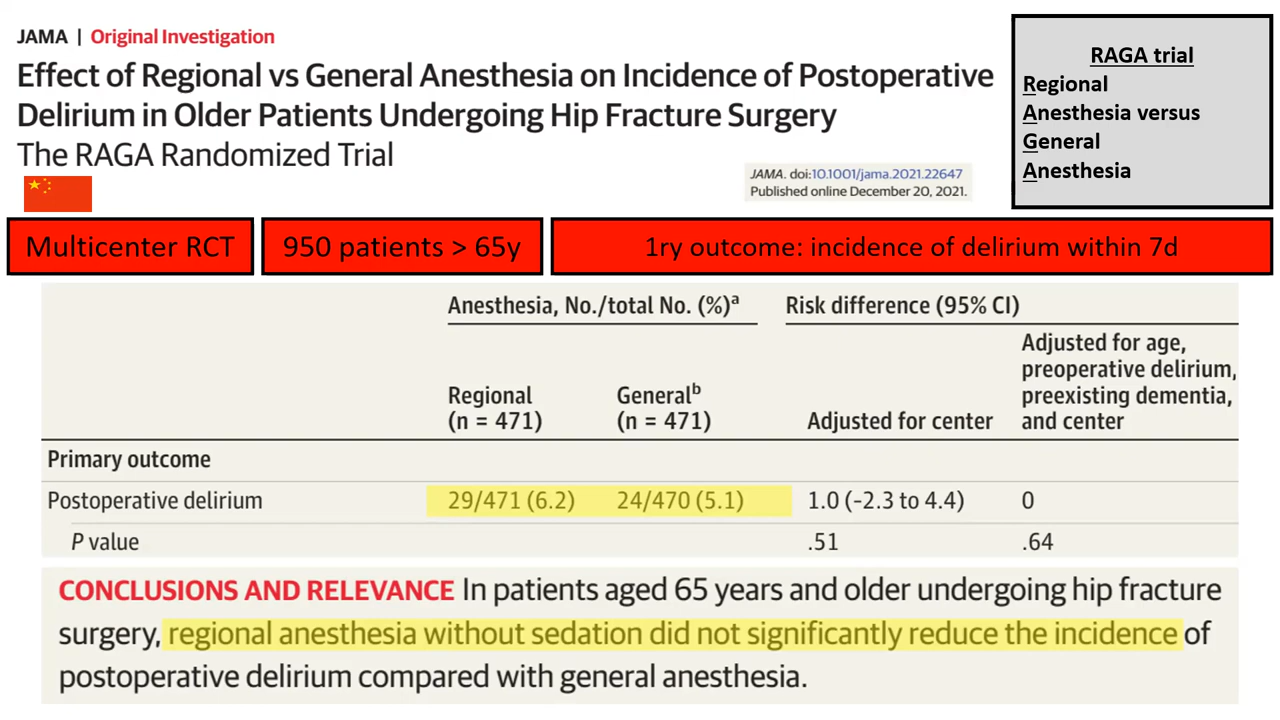 JAMA | Original Investigation
Effect of Regional vs General Anesthesia on Incidence of Postoperative
Delirium in Older Patients Undergoing Hip Fracture Surgery
The RAGA Randomized Trial
JAMA. doi:10.1001/jama.2021.22647
Published online December 20, 2021.
RAGA trial
Regional
Anesthesia versus
General
Anesthesia
Multicenter RCT
950 patients > 65y
1ry outcome: incidence of delirium within 7d
Anesthesia, No./total No. (%)ᵃ
Risk difference (95% CI)
Regional
(n = 471)
Generalᵇ
(n = 471)
Adjusted for center
Adjusted for age,
preoperative delirium,
preexisting dementia,
and center
Primary outcome
Postoperative delirium 29/471 (6.2) 24/470 (5.1) 1.0 (-2.3 to 4.4) 0
P value .51 .64
CONCLUSIONS AND RELEVANCE In patients aged 65 years and older undergoing hip fracture
surgery, regional anesthesia without sedation did not significantly reduce the incidence of
postoperative delirium compared with general anesthesia.